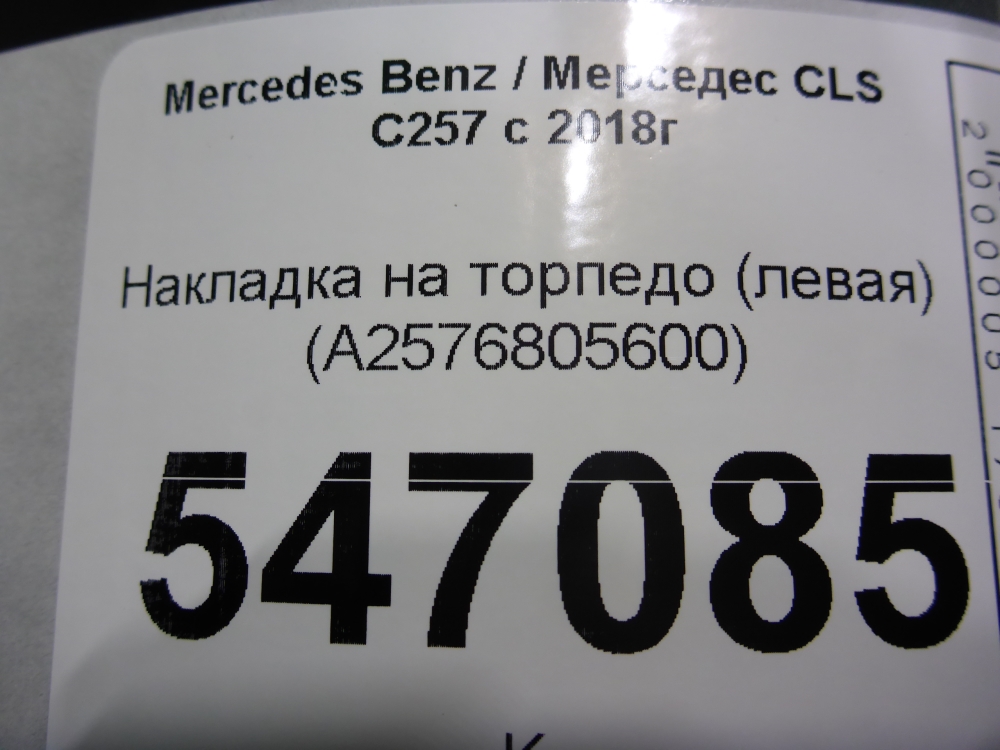 Mercedes Benz / Мерседес CLS
C257 с 2018г
Накладка на торпедо (левая)
(A2576805600)
547085